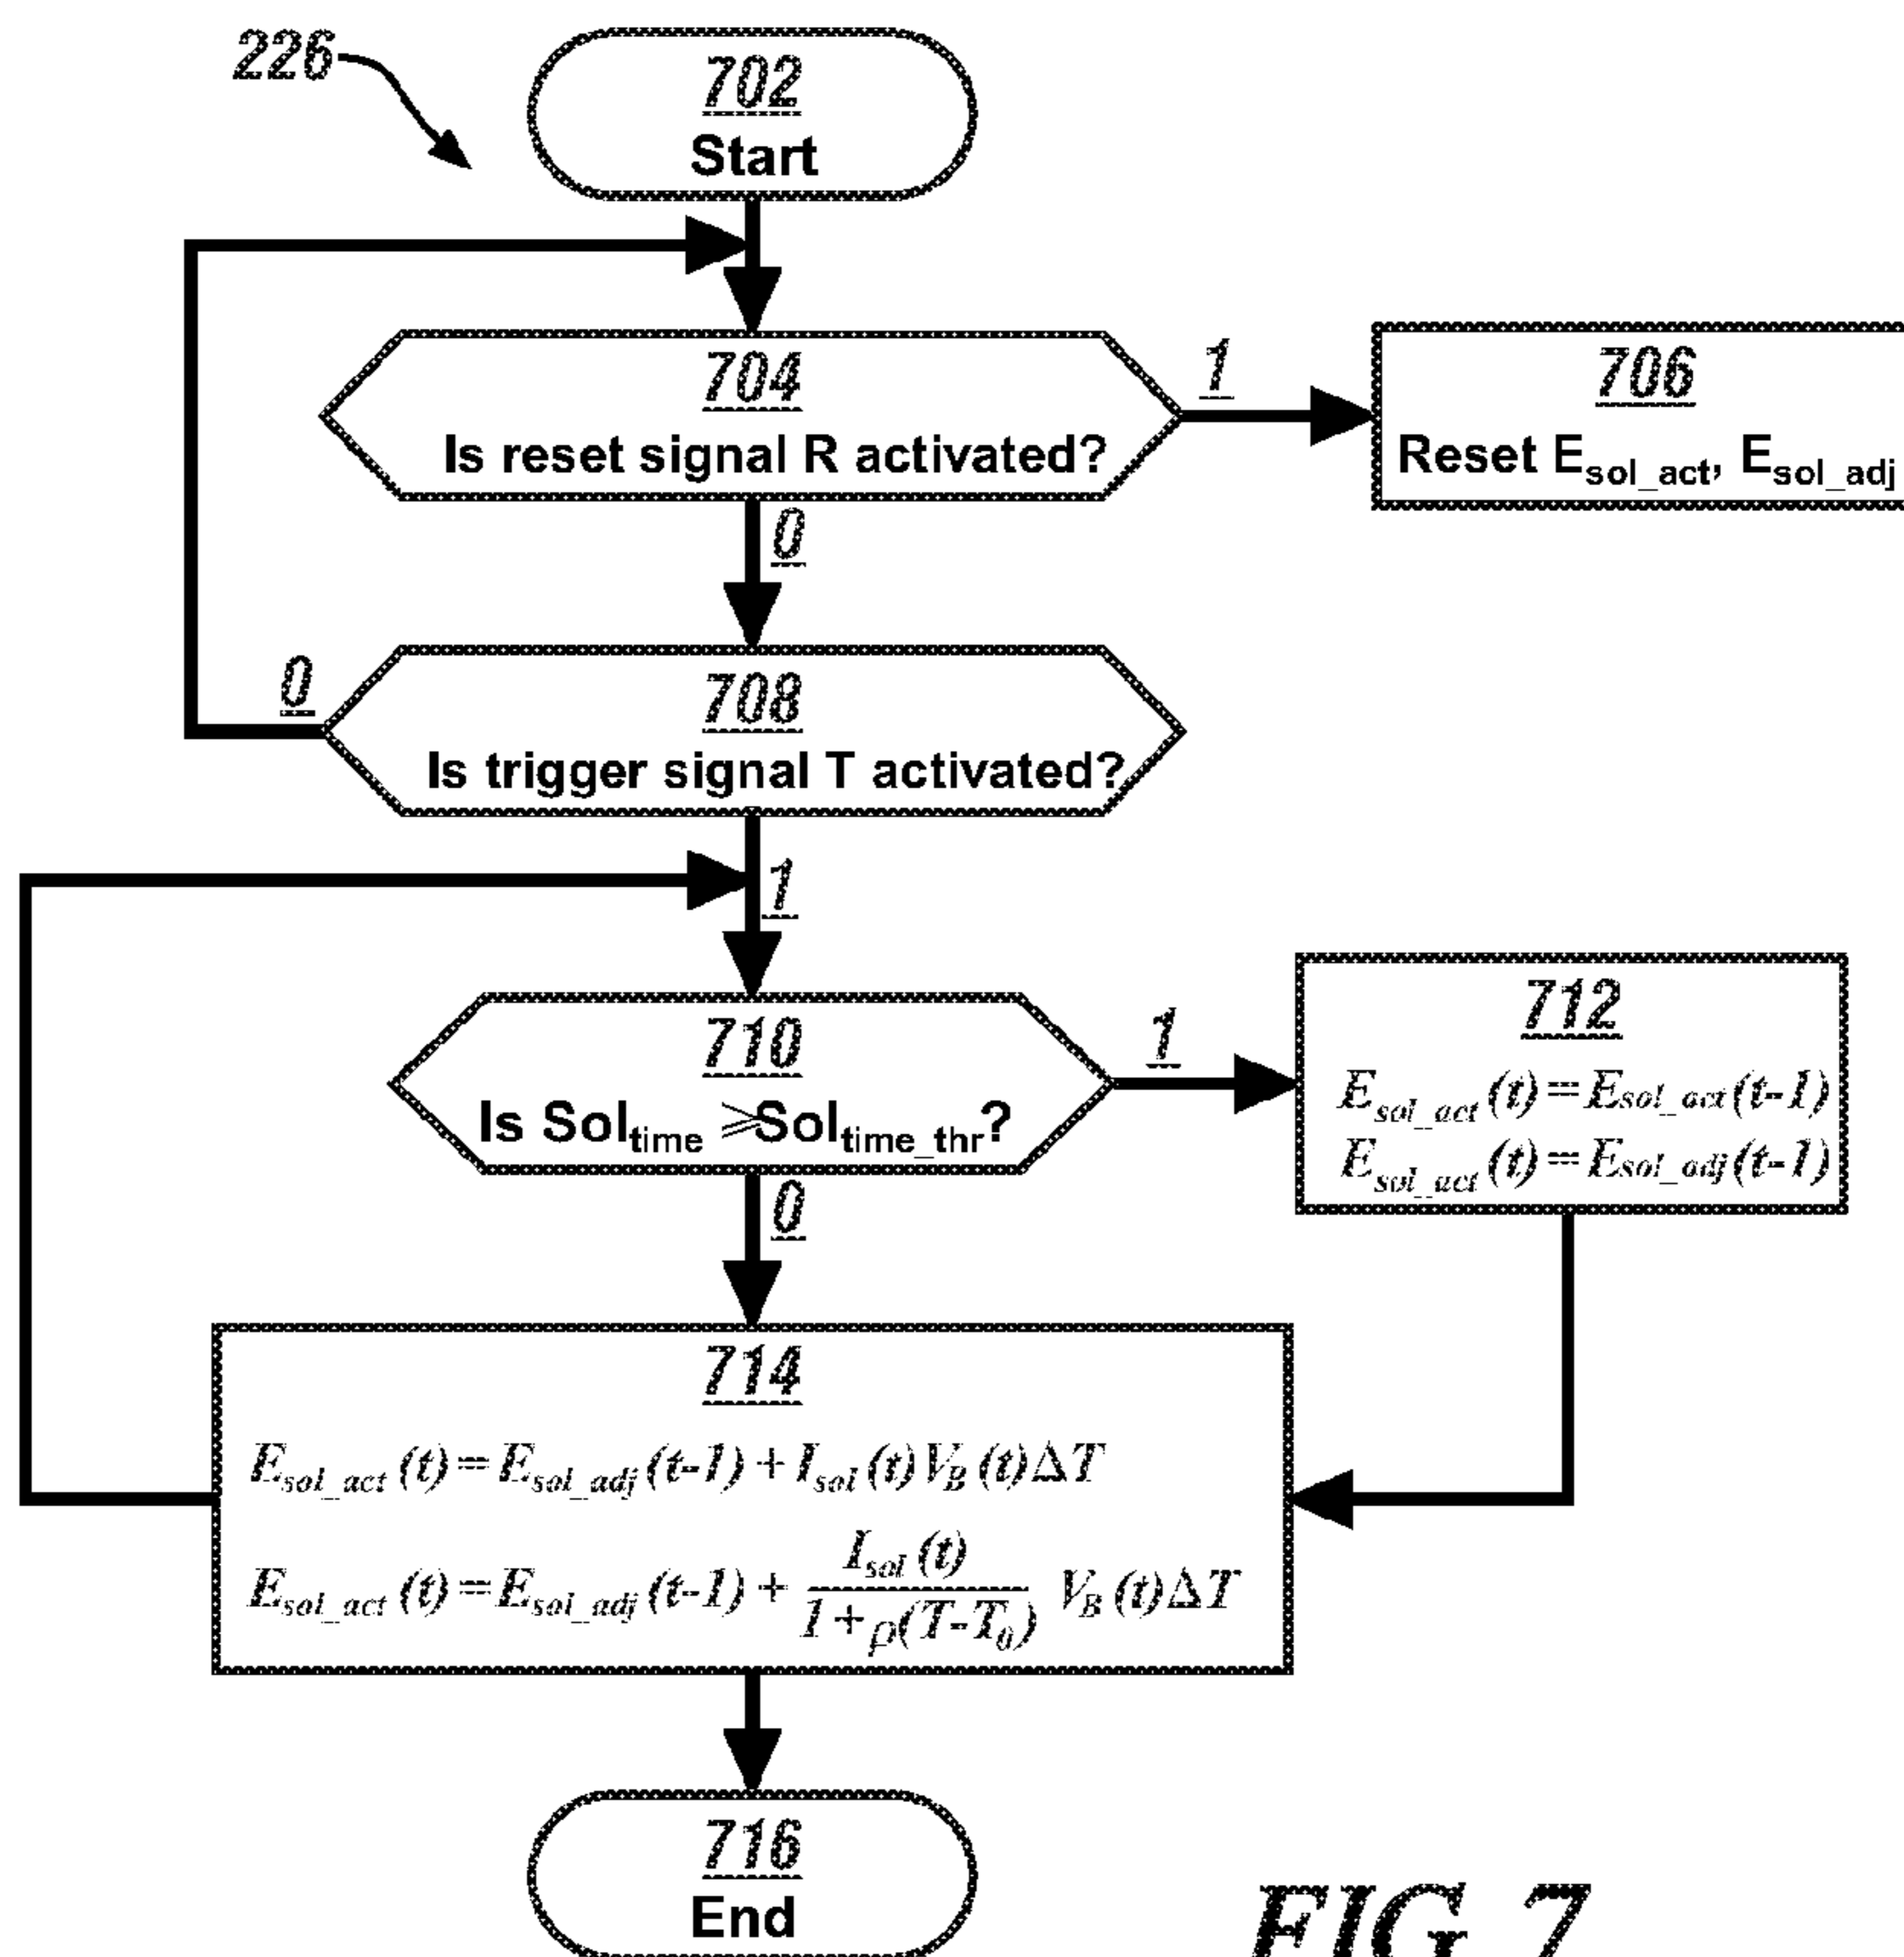 226
702
Start
704
Is reset signal R activated?
1
706
Reset E_sol_act, E_sol_adj
0
708
Is trigger signal T activated?
0
1
710
Is Sol_time ≥ Sol_time_thr?
1
712
E_sol_act (t) = E_sol_act (t-1)
E_sol_act (t) = E_sol_adj (t-1)
0
714
E_sol_act (t) = E_sol_adj (t-1) + I_sol (t) V_B (t) ΔT
E_sol_act (t) = E_sol_adj (t-1) + I_sol (t) / 1 + ρ(T-T_0) V_B (t) ΔT
716
End
FIG 7